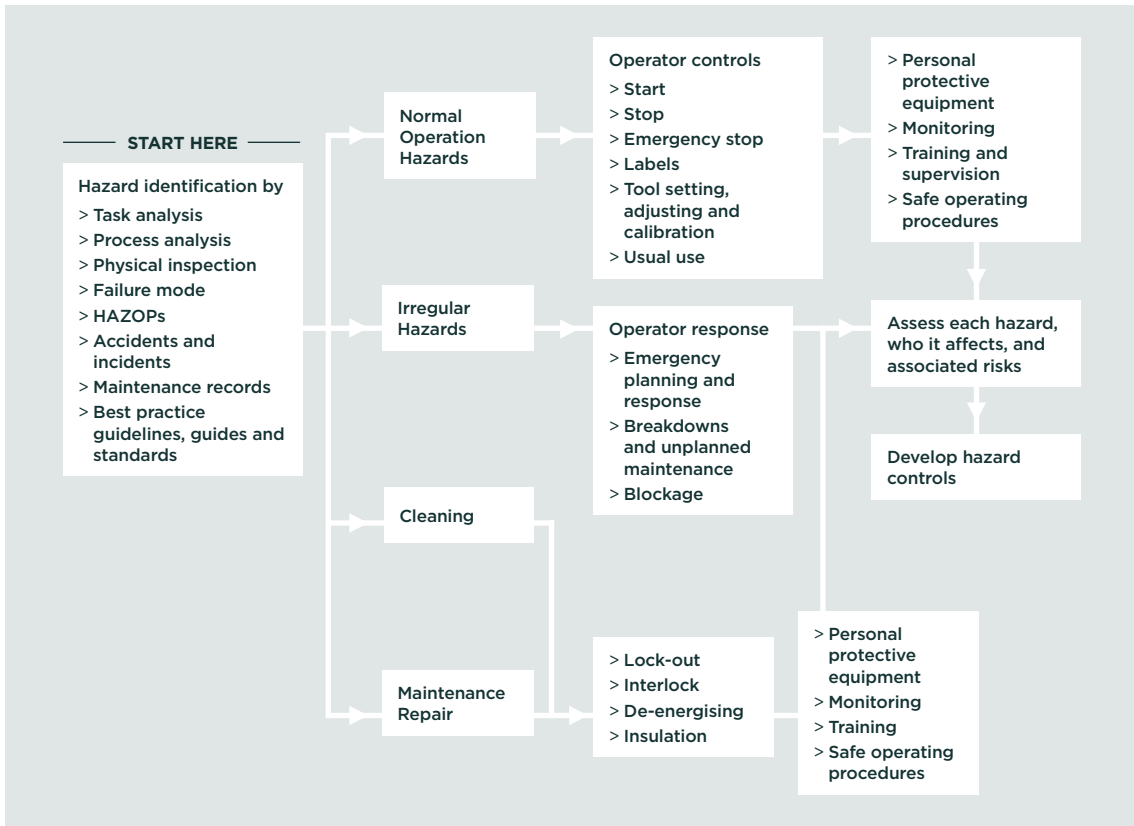 START HERE
Hazard identification by
> Task analysis
> Process analysis
> Physical inspection
> Failure mode
> HAZOPs
> Accidents and
incidents
> Maintenance records
> Best practice
guidelines, guides and
standards
Normal
Operation
Hazards
Operator controls
> Start
> Stop
> Emergency stop
> Labels
> Tool setting,
adjusting and
calibration
> Usual use
> Personal
protective
equipment
> Monitoring
> Training and
supervision
> Safe operating
procedures
Irregular
Hazards
Operator response
> Emergency
planning and
response
> Breakdowns
and unplanned
maintenance
> Blockage
Assess each hazard,
who it affects, and
associated risks
Develop hazard
controls
Cleaning
Maintenance
Repair
> Lock-out
> Interlock
> De-energising
> Insulation
> Personal
protective
equipment
> Monitoring
> Training
> Safe operating
procedures